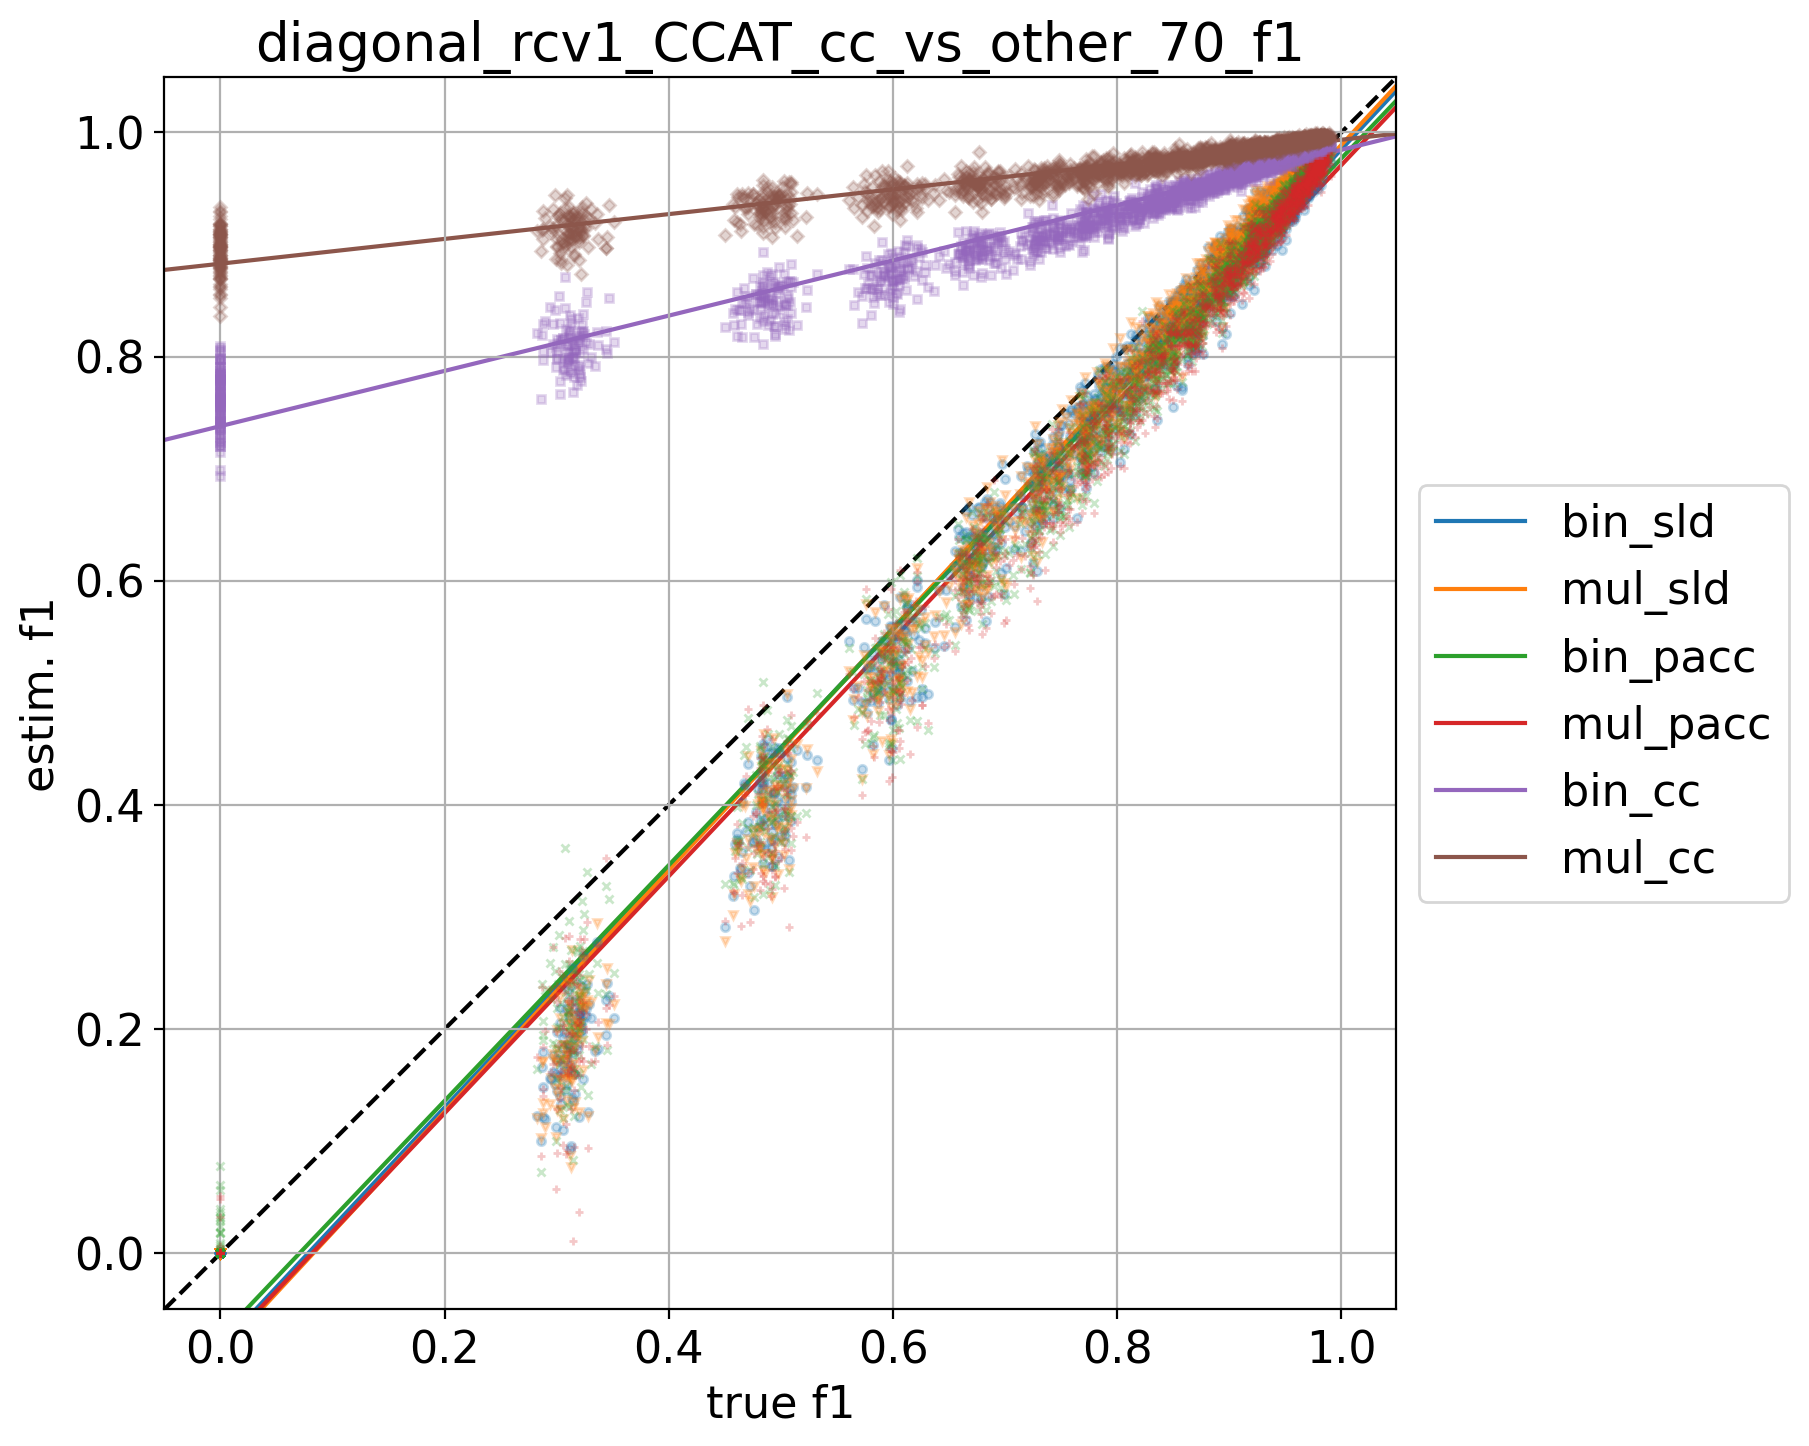 diagonal_rcv1_CCAT_cc_vs_other_70_f1
1.0
0.8
0.6
0.4
0.2
0.0
estim. f1
0.0 0.2 0.4 0.6 0.8 1.0
true f1
bin_sld
mul_sld
bin_pacc
mul_pacc
bin_cc
mul_cc